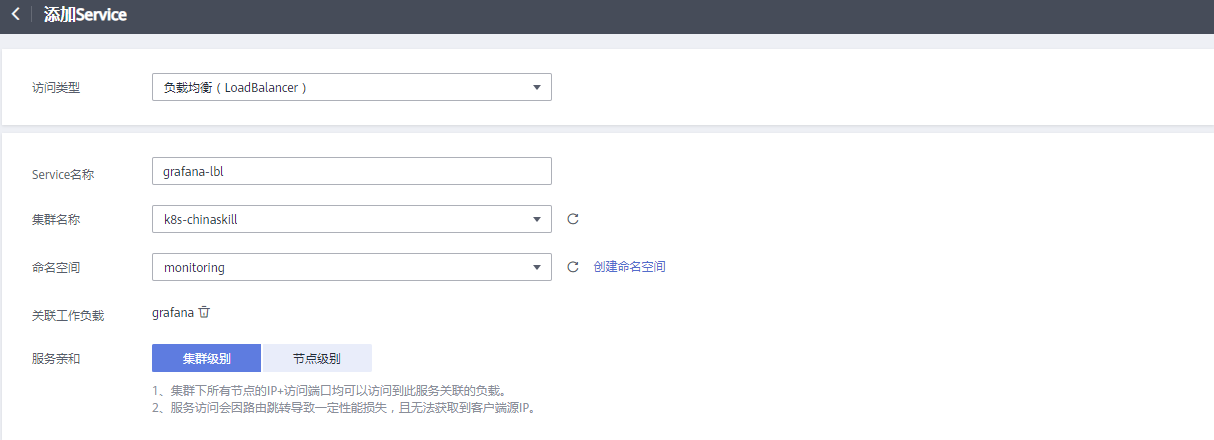 添加Service
访问类型 负载均衡（LoadBalancer）
Service名称 grafana-lbl
集群名称 k8s-chinaskill
命名空间 monitoring 创建命名空间
关联工作负载 grafana
服务亲和 集群级别 节点级别
1、集群下所有节点的IP+访问端口均可以访问到此服务关联的负载。
2、服务访问会因路由跳转导致一定性能损失，且无法获取到客户端源IP。